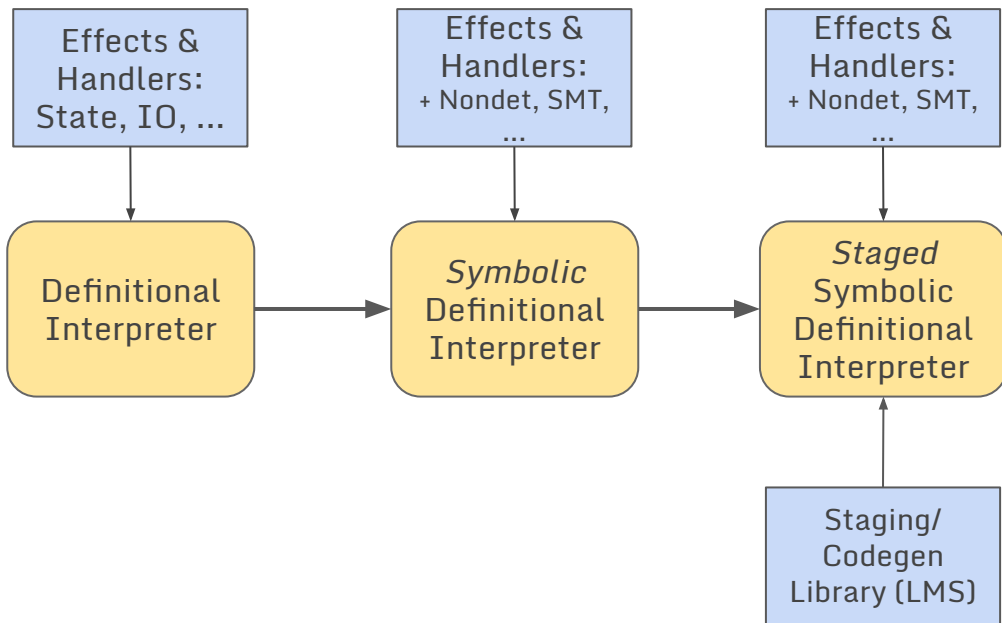 Effects &
Handlers:
State, IO, ...
Effects &
Handlers:
+ Nondet, SMT,
...
Effects &
Handlers:
+ Nondet, SMT,
...
Definitional
Interpreter
Symbolic
Definitional
Interpreter
Staged
Symbolic
Definitional
Interpreter
Staging/
Codegen
Library (LMS)